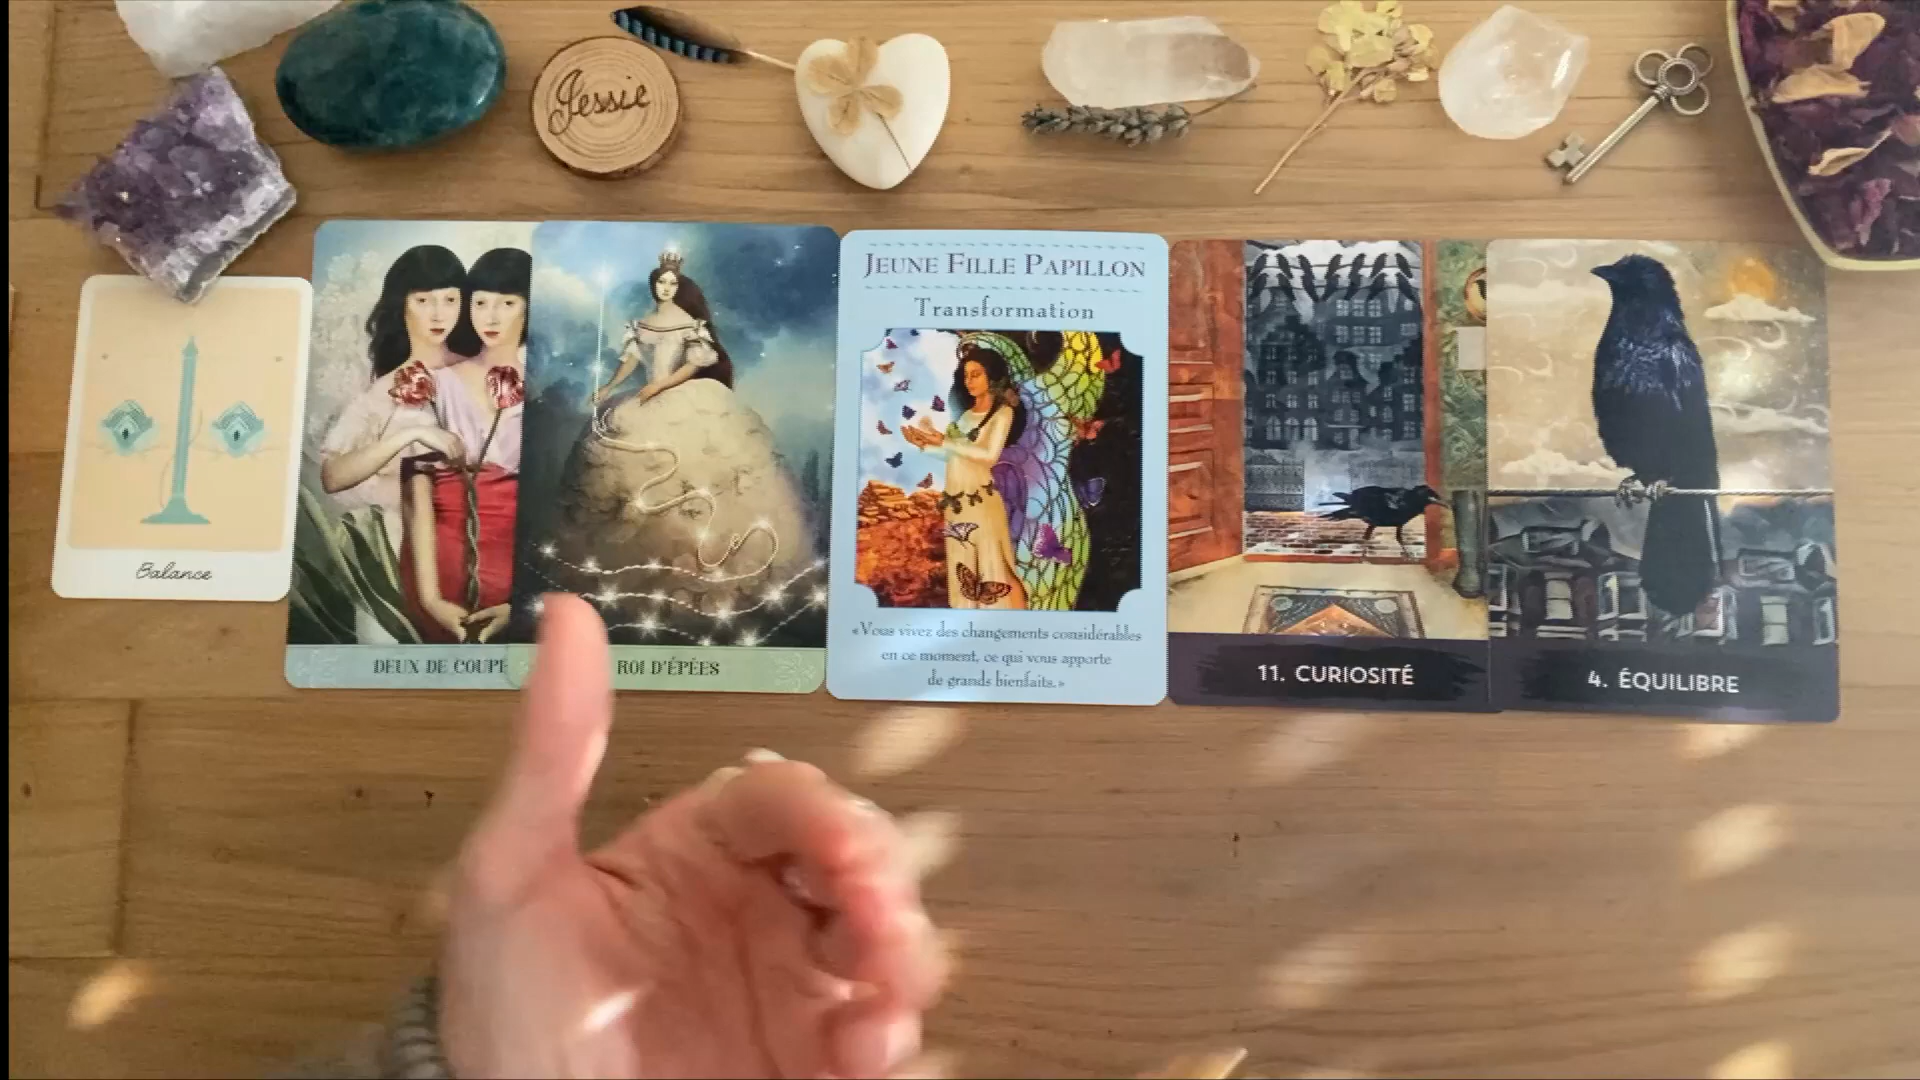 Jessie
Balance
DEUX DE COUPE
ROI D'ÉPÉES
JEUNE FILLE PAPILLON
Transformation
«Vous vivez des changements considérables
en ce moment, ce qui vous apporte
de grands bienfaits.»
11. CURIOSITÉ
4. ÉQUILIBRE